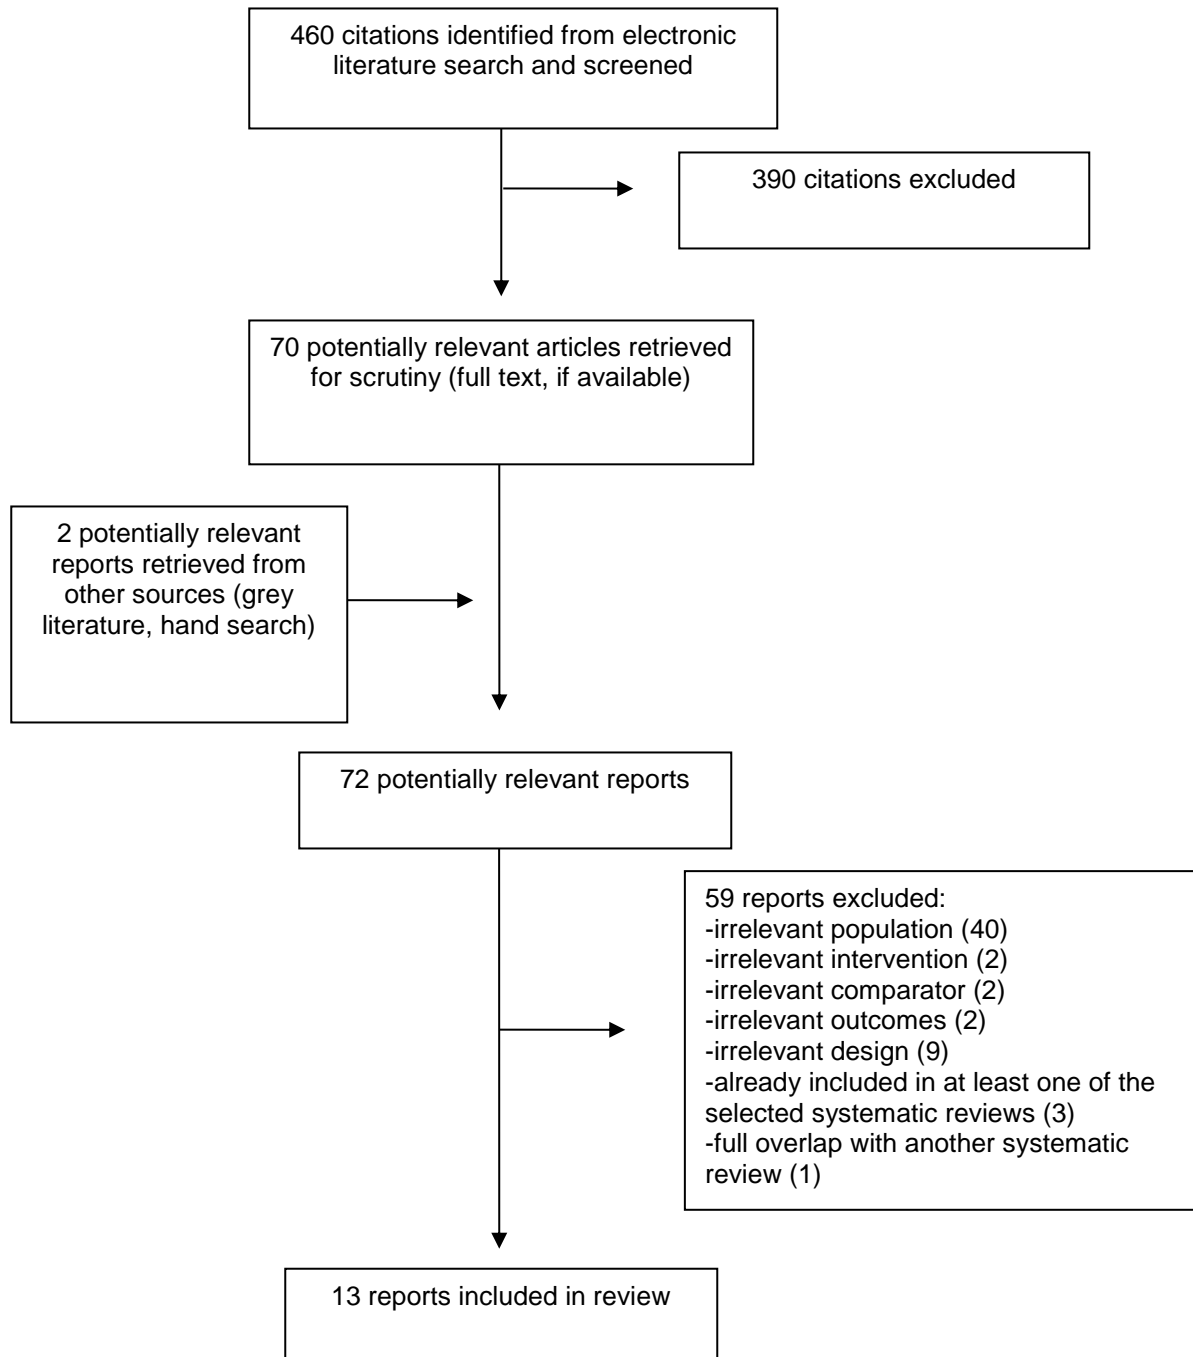 460 citations identified from electronic
literature search and screened
390 citations excluded
70 potentially relevant articles retrieved
for scrutiny (full text, if available)
2 potentially relevant
reports retrieved from
other sources (grey
literature, hand search)
72 potentially relevant reports
59 reports excluded:
-irrelevant population (40)
-irrelevant intervention (2)
-irrelevant comparator (2)
-irrelevant outcomes (2)
-irrelevant design (9)
-already included in at least one of the
selected systematic reviews (3)
-full overlap with another systematic
review (1)
13 reports included in review